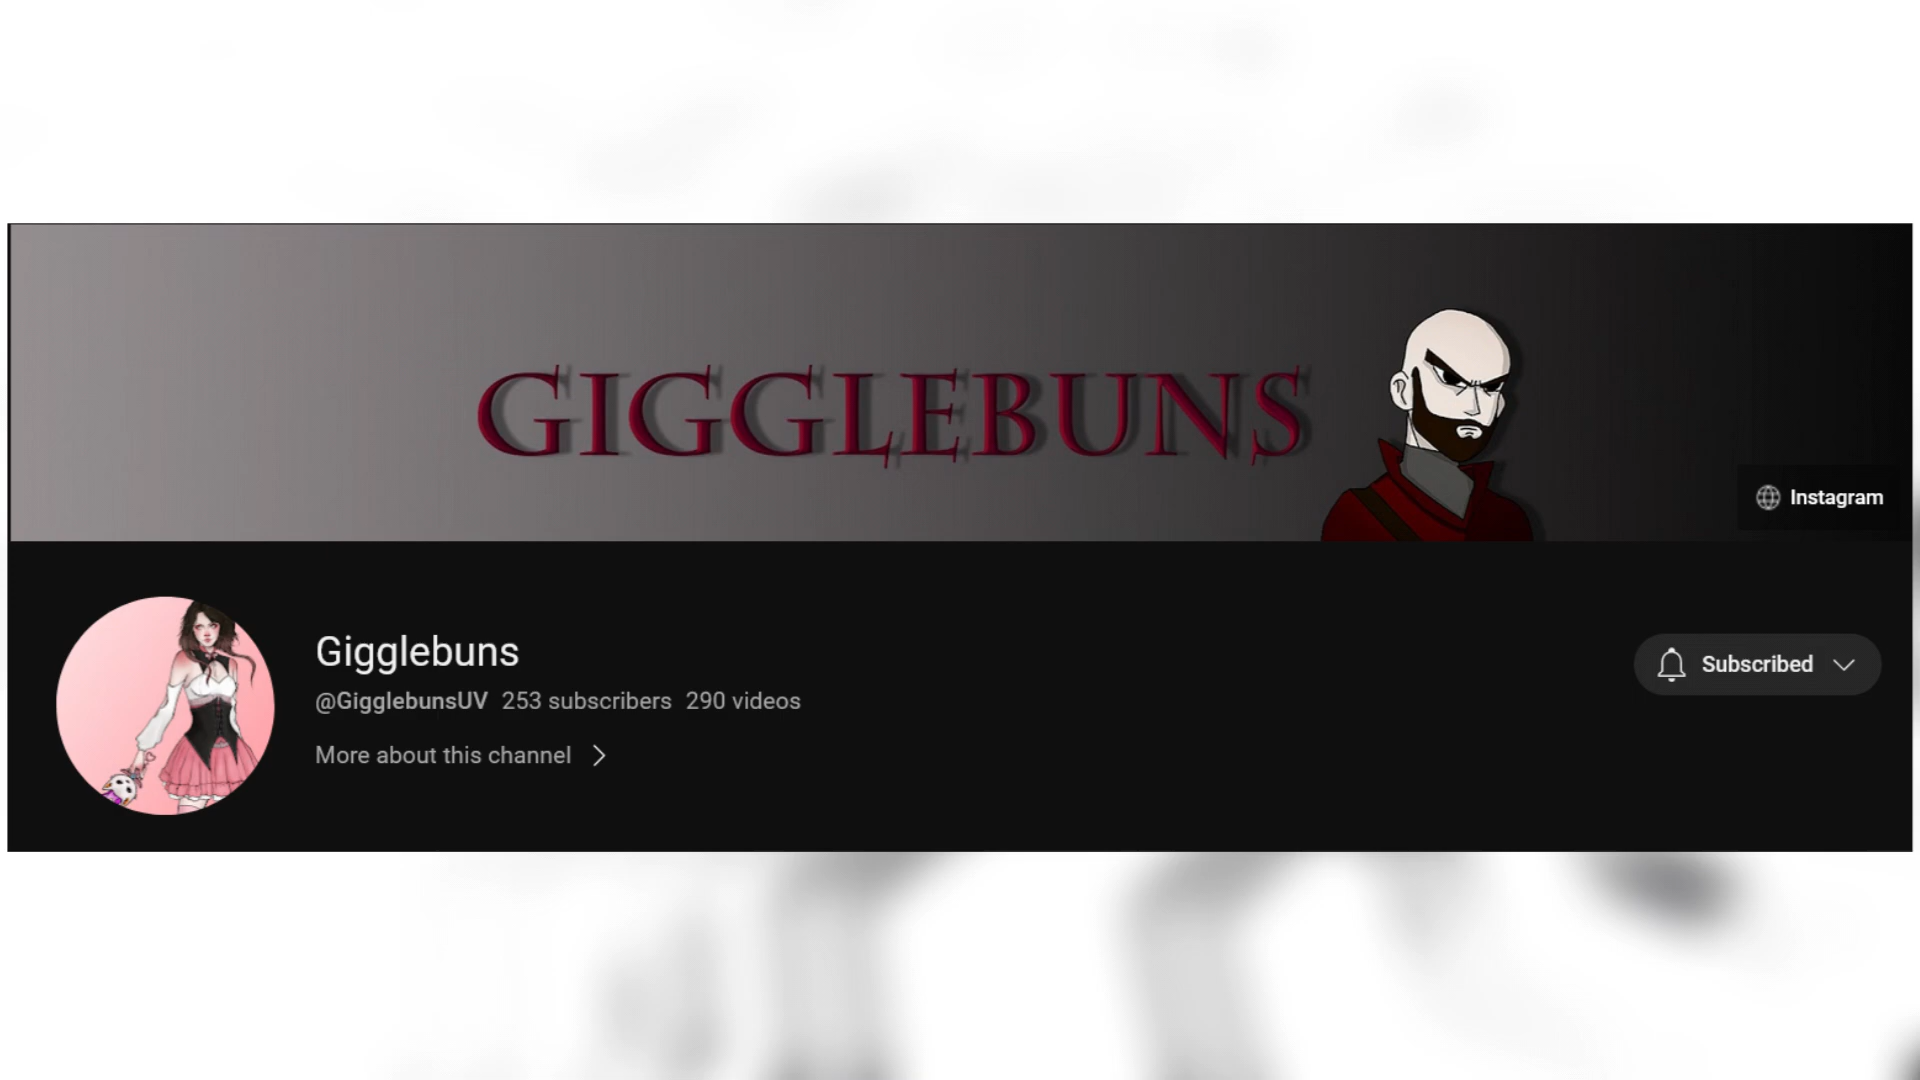 GIGGLEBUNS
Instagram
Gigglebuns
@GigglebunsUV 253 subscribers 290 videos
More about this channel
Subscribed